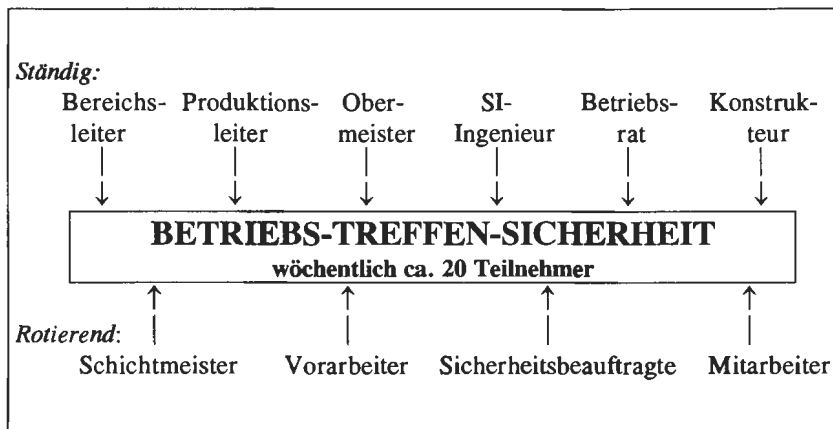 Ständig:
Bereichs- Produktions- Ober- SI- Betriebs- Konstruk-
leiter leiter meister Ingenieur rat teur
BETRIEBS-TREFFEN-SICHERHEIT
wöchentlich ca. 20 Teilnehmer
Rotierend:
Schichtmeister Vorarbeiter Sicherheitsbeauftragte Mitarbeiter